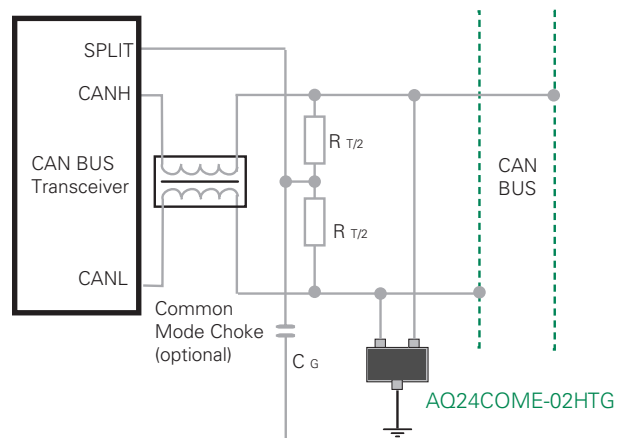 SPLIT
CANH
CAN BUS
Transceiver
CANL
R T/2
R T/2
CAN
BUS
Common
Mode Choke
(optional)
C G
AQ24COME-02HTG